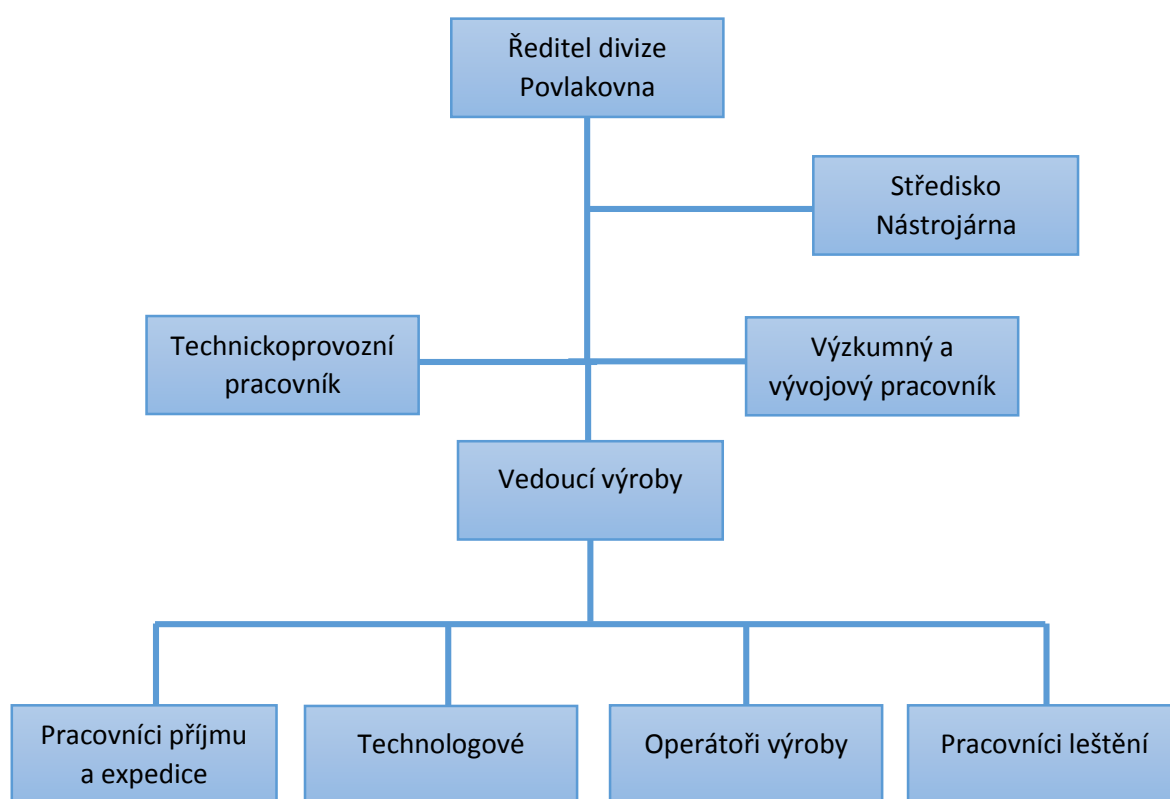 Ředitel divize
Povlakovna
Středisko
Nástrojárna
Technickoprovozní
pracovník
Výzkumný a
vývojový pracovník
Vedoucí výroby
Pracovníci příjmu
a expedice
Technologové
Operátoři výroby
Pracovníci leštění